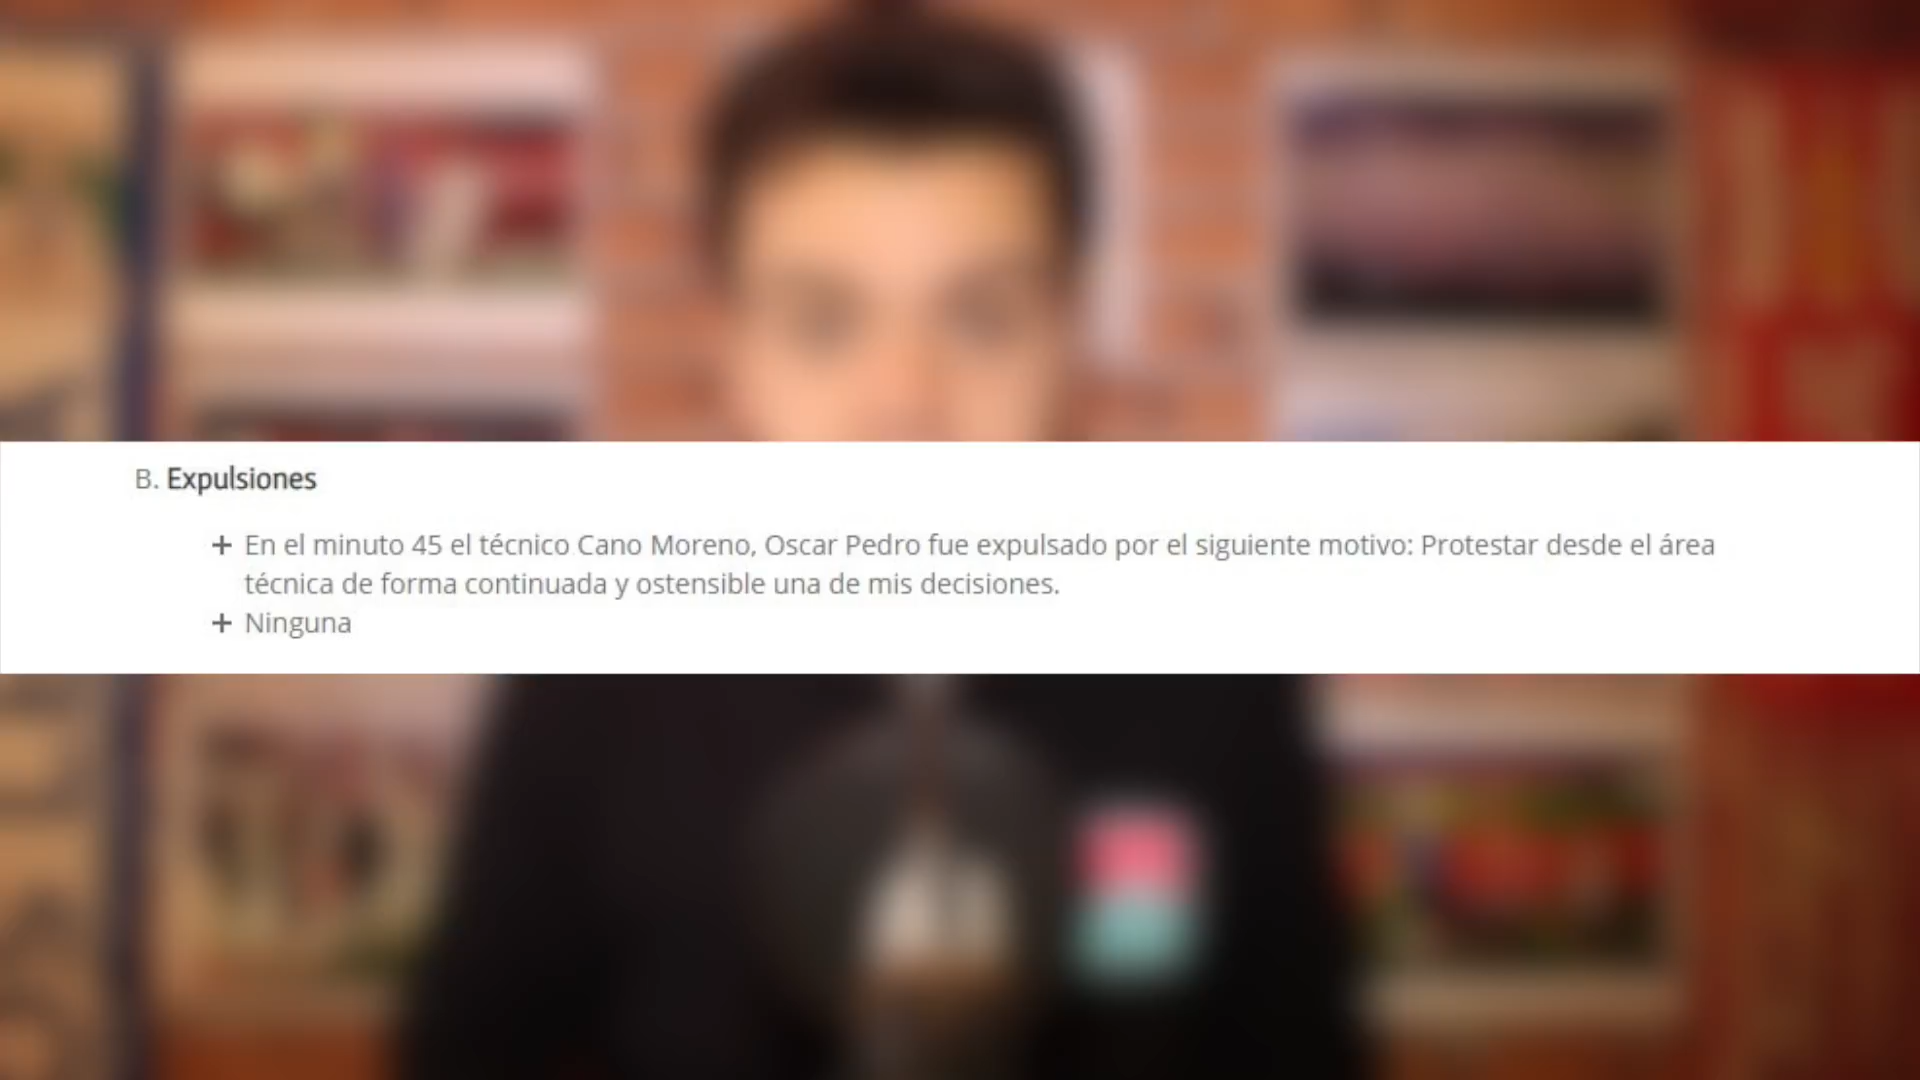 B. Expulsiones
+ En el minuto 45 el técnico Cano Moreno, Oscar Pedro fue expulsado por el siguiente motivo: Protestar desde el área
técnica de forma continuada y ostensible una de mis decisiones.
+ Ninguna